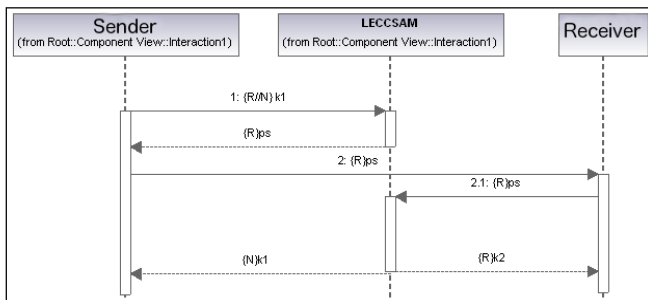 Sender
(from Root::Component View::Interaction1)
LECCSAM
(from Root::Component View::Interaction1)
Receiver
1: {R//N} k1
{R}ps
2: {R}ps
2.1: {R}ps
{N}k1
{R}k2